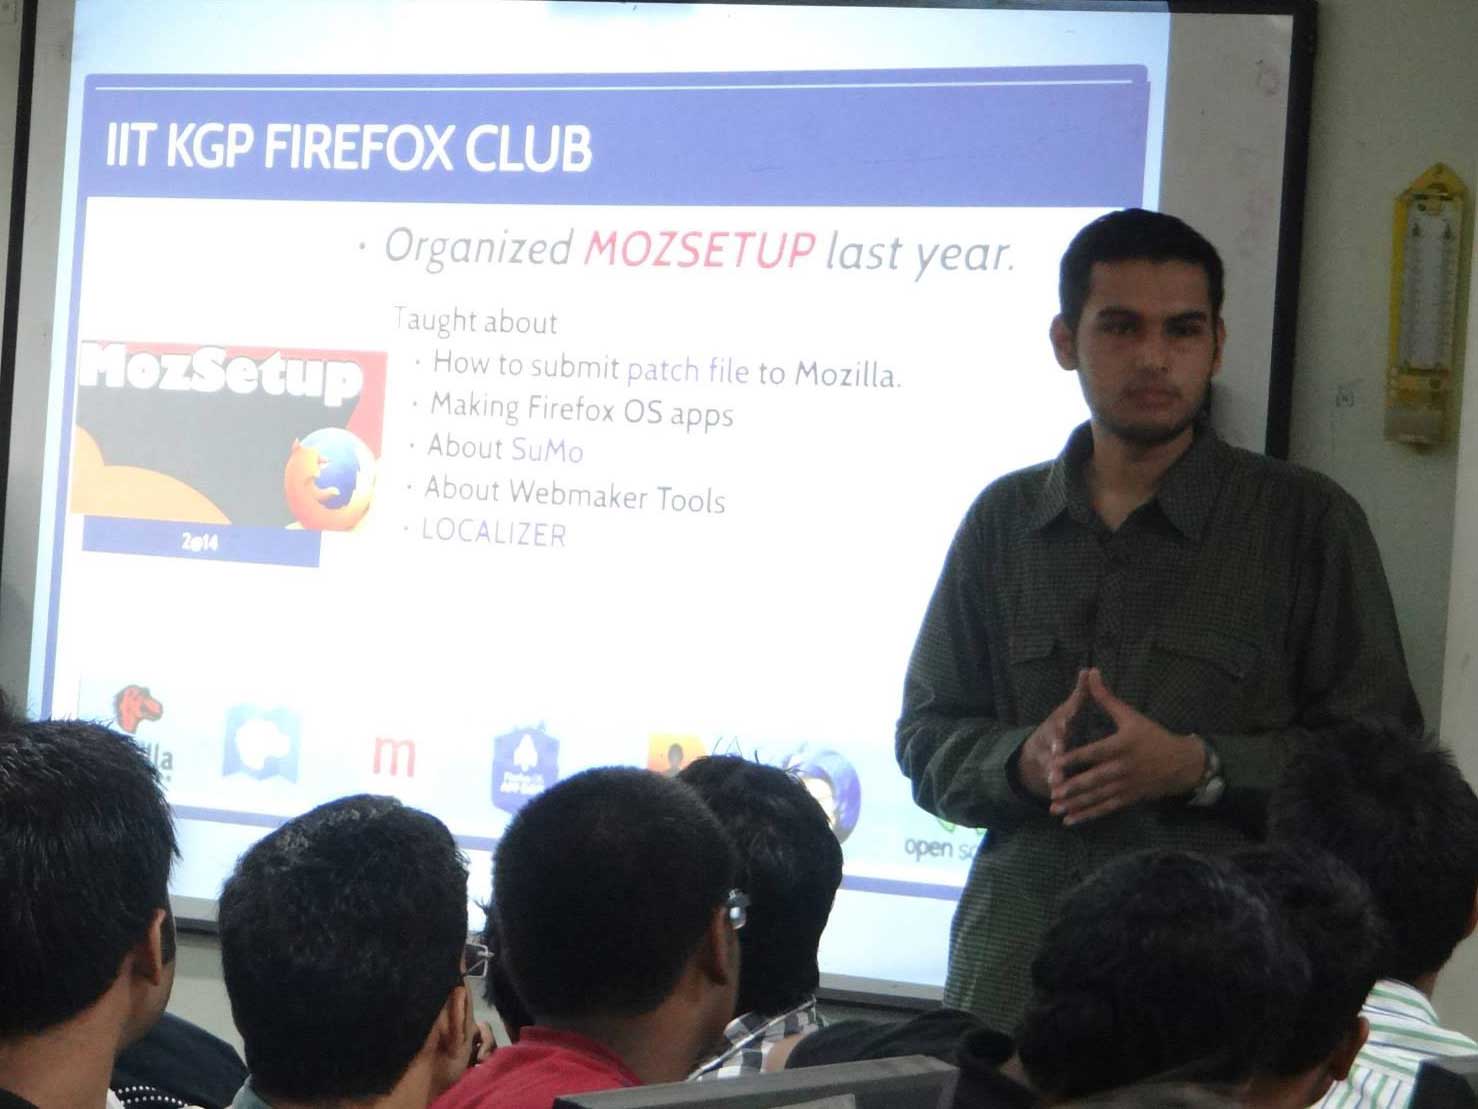 IIT KGP FIREFOX CLUB
• Organized MOZSETUP last year.
Taught about
• How to submit patch file to Mozilla.
• Making Firefox OS apps
• About SuMo
• About Webmaker Tools
• LOCALIZER
MozSetup
2@14
m
open